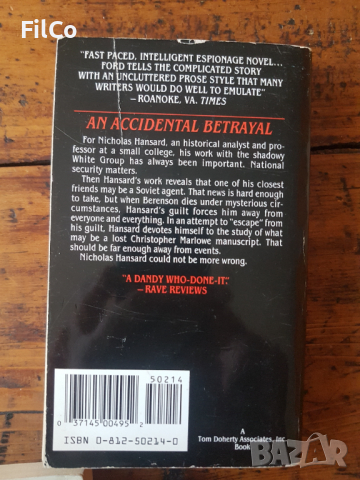 FilCo
"FAST PACED, INTELLIGENT ESPIONAGE NOVEL...
FORD TELLS THE COMPLICATED STORY
WITH AN UNCLUTTERED PROSE STYLE THAT MANY
WRITERS WOULD DO WELL TO EMULATE"
– ROANOKE, VA. TIMES
AN ACCIDENTAL BETRAYAL
For Nicholas Hansard, an historical analyst and pro-
fessor at a small college, his work with the shadowy
White Group has always been important. National
security matters.
Then Hansard's work reveals that one of his closest
friends may be a Soviet agent. That news is hard enough
to take, but when Berenson dies under mysterious cir-
cumstances. Hansard's guilt forces him away from
everyone and everything. In an attempt to "escape" from
his guilt, Hansard devotes himself to the study of what
may be a lost Christopher Marlowe manuscript. That
should be far enough away from events.
Nicholas Hansard could not be more wrong.
"A DANDY WHO-DONE-IT."
– RAVE REVIEWS
50214
0 37145 00495 2
ISBN 0-812-50214-0
A
Tom Doherty Associates, Inc
Book
BAZAR